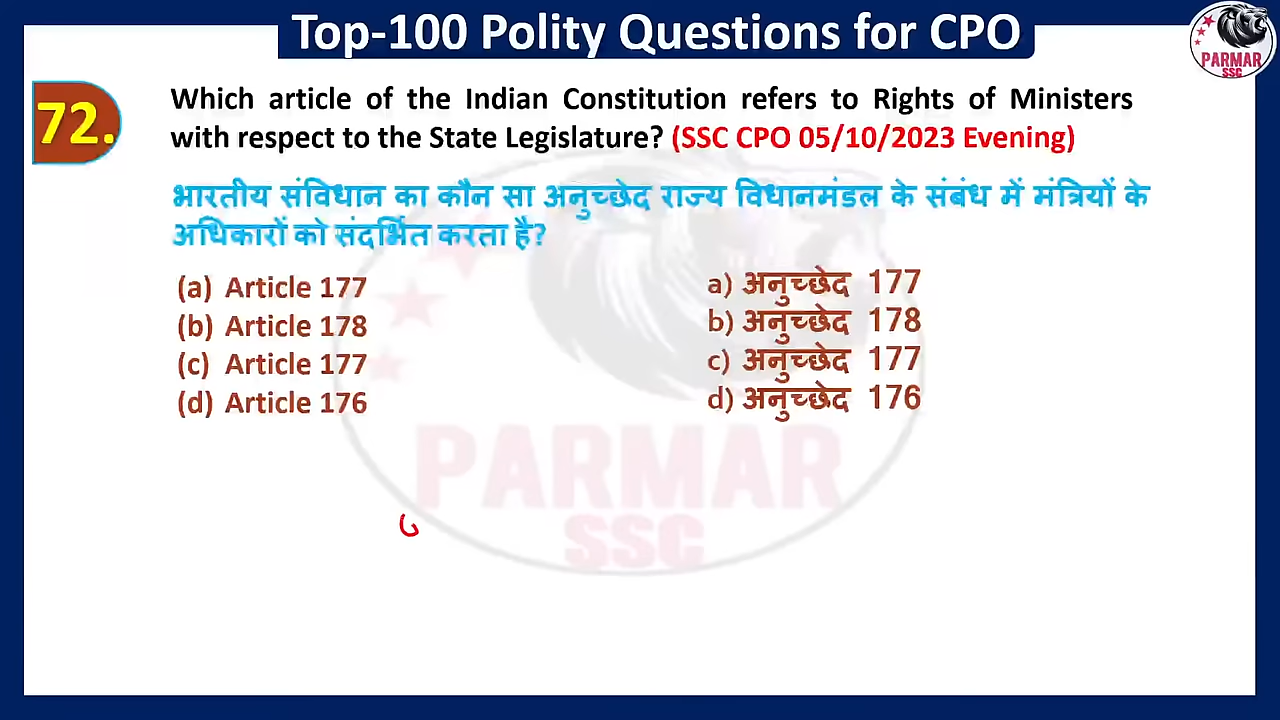 Top-100 Polity Questions for CPO
PARMAR
SSC
72.
Which article of the Indian Constitution refers to Rights of Ministers
with respect to the State Legislature? (SSC CPO 05/10/2023 Evening)
भारतीय संविधान का कौन सा अनुच्छेद राज्य विधानमंडल के संबंध में मंत्रियों के
अधिकारों को संदर्भित करता है?
(a) Article 177
(b) Article 178
(c) Article 177
(d) Article 176
a) अनुच्छेद 177
b) अनुच्छेद 178
c) अनुच्छेद 177
d) अनुच्छेद 176
PARMAR
SSC